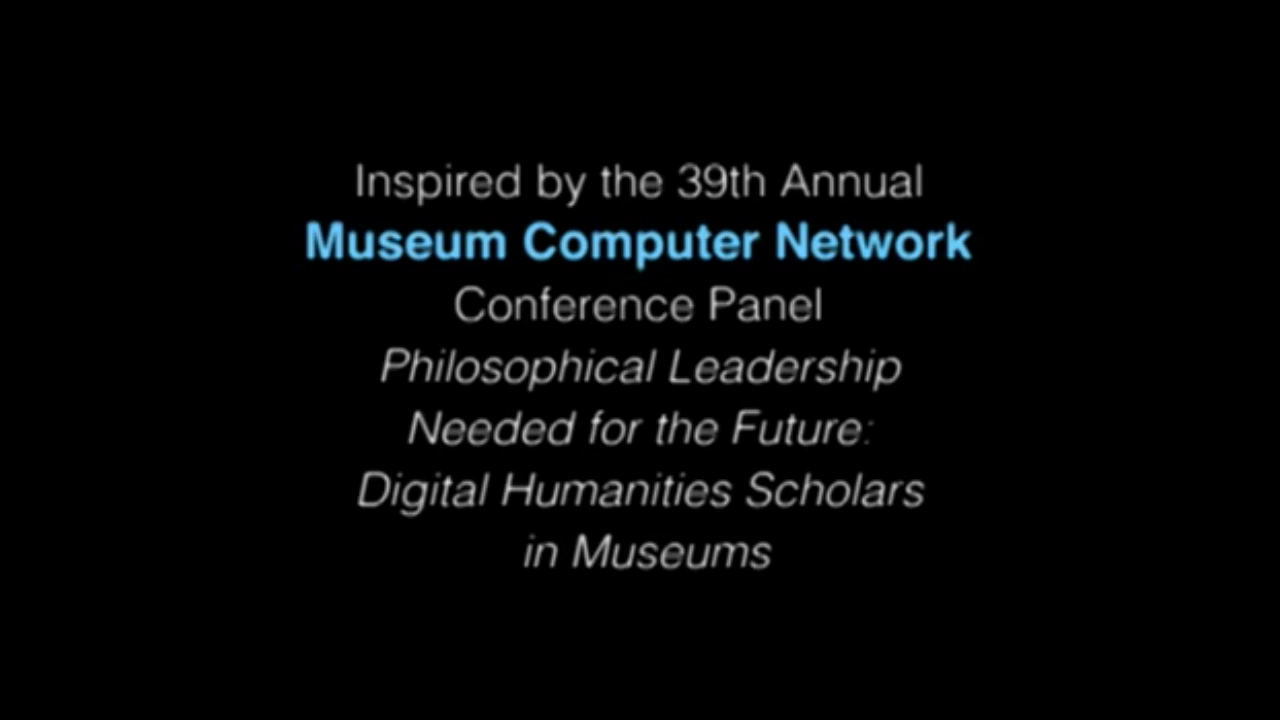 Inspired by the 39th Annual
Museum Computer Network
Conference Panel
Philosophical Leadership
Needed for the Future:
Digital Humanities Scholars
in Museums